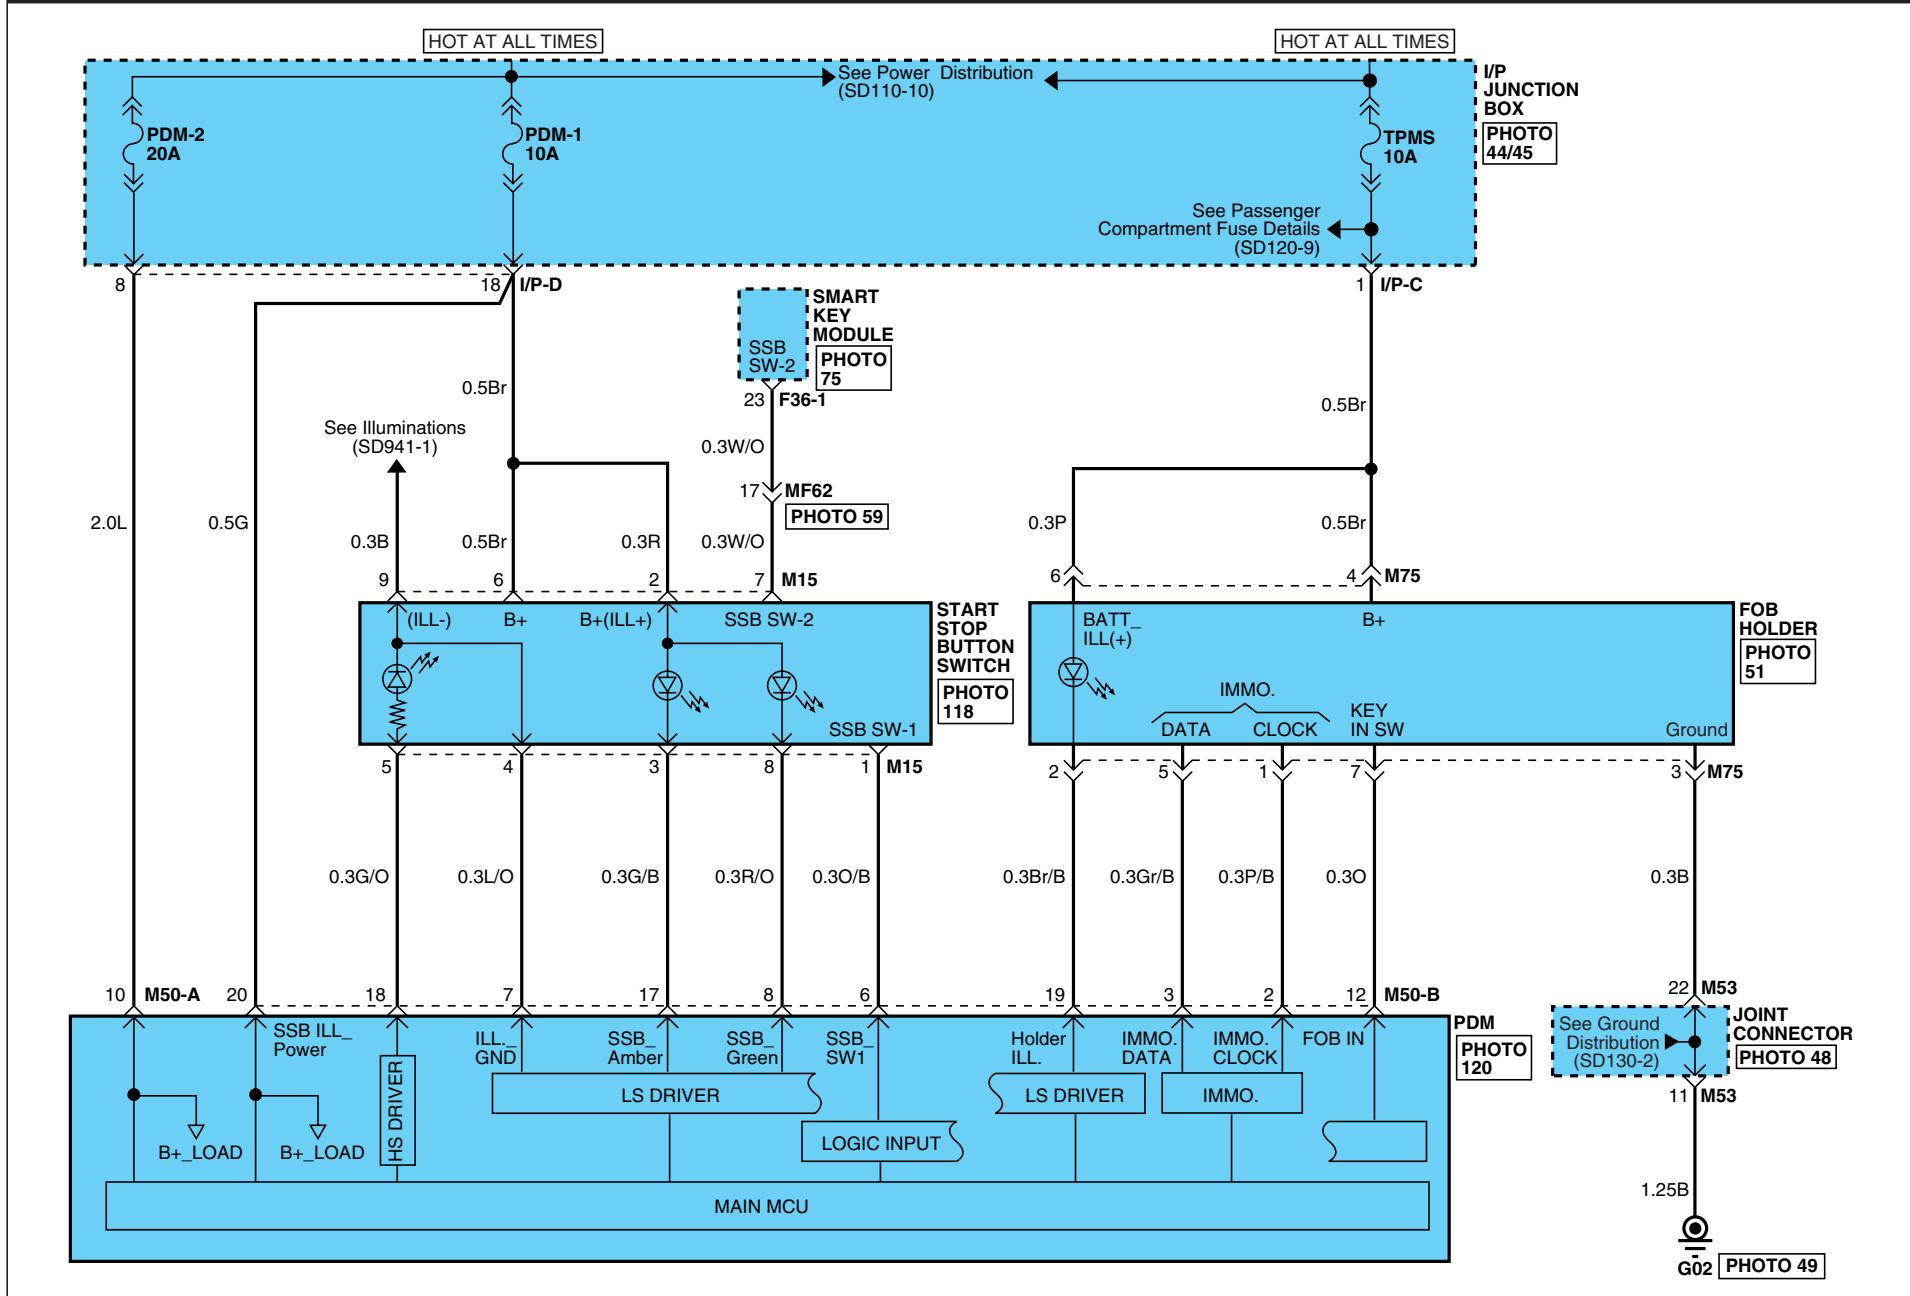 HOT AT ALL TIMES
HOT AT ALL TIMES
See Power Distribution
(SD110-10)
I/P
JUNCTION
BOX
PHOTO
44/45
PDM-2
20A
PDM-1
10A
TPMS
10A
See Passenger
Compartment Fuse Details
(SD120-9)
8
18
I/P-D
1
I/P-C
SMART
KEY
MODULE
PHOTO
75
SSB
SW-2
23
F36-1
0.5Br
0.5Br
See Illuminations
(SD941-1)
0.3W/O
17
MF62
PHOTO 59
2.0L
0.5G
0.3B
0.5Br
0.3R
0.3W/O
0.3P
0.5Br
9
6
2
7
M15
6
4
M75
(ILL-)
B+
B+(ILL+)
SSB SW-2
START
STOP
BUTTON
SWITCH
PHOTO
118
SSB SW-1
BATT_
ILL(+)
B+
FOB
HOLDER
PHOTO
51
IMMO.
DATA
CLOCK
KEY
IN SW
Ground
5
4
3
8
1
M15
2
5
1
7
3
M75
0.3G/O
0.3L/O
0.3G/B
0.3R/O
0.3O/B
0.3Br/B
0.3Gr/B
0.3P/B
0.3O
0.3B
10
M50-A
20
18
7
17
8
6
19
3
2
12
M50-B
22
M53
SSB ILL_
Power
ILL._
GND
SSB_
Amber
SSB_
Green
SSB_
SW1
Holder
ILL.
IMMO.
DATA
IMMO.
CLOCK
FOB IN
PDM
PHOTO
120
See Ground
Distribution
(SD130-2)
JOINT
CONNECTOR
PHOTO 48
11
M53
HS DRIVER
LS DRIVER
LS DRIVER
IMMO.
LOGIC INPUT
B+_LOAD
B+_LOAD
MAIN MCU
1.25B
G02
PHOTO 49